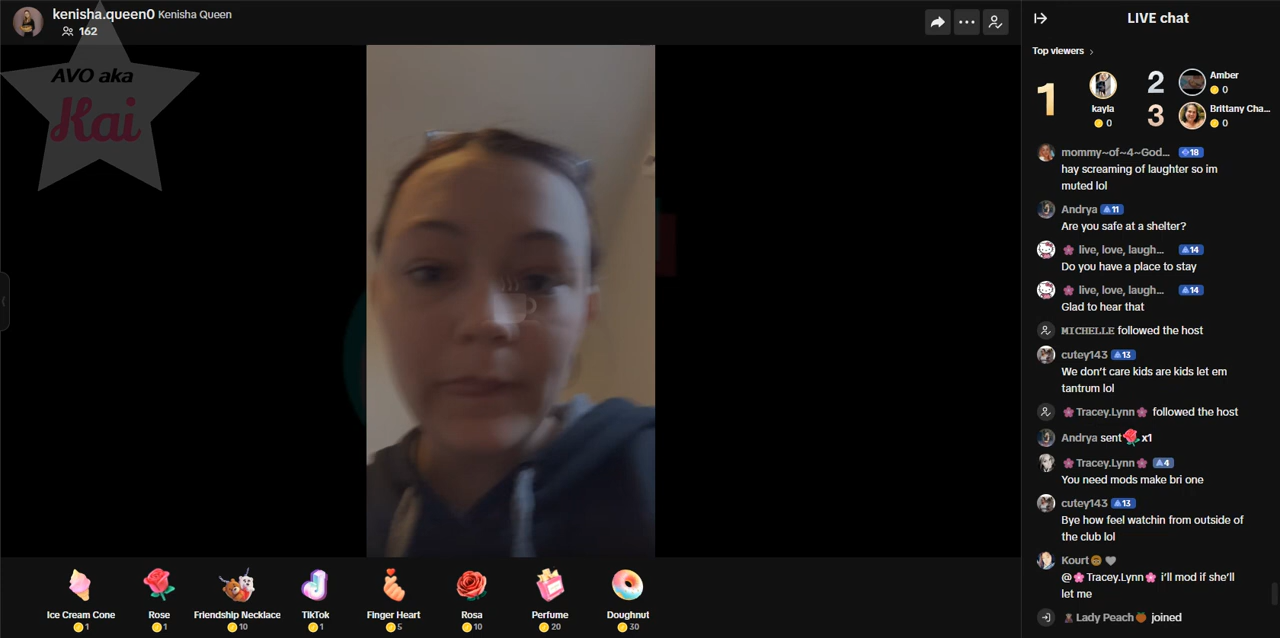 kenisha.queen0 Kenisha Queen
162
AVO aka
Kai
LIVE chat
Top viewers
1
kayla
0
2
Amber
0
3
Brittany Cha...
0
mommy~of~4~God... 18
hay screaming of laughter so im
muted lol
Andrya 11
Are you safe at a shelter?
🌸 live, love, laugh... 14
Do you have a place to stay
🌸 live, love, laugh... 14
Glad to hear that
MICHELLE followed the host
cutey143 13
We don't care kids are kids let em
tantrum lol
🌸Tracey.Lynn🌸 followed the host
Andrya sent🌹x1
🌸Tracey.Lynn🌸 4
You need mods make bri one
cutey143 13
Bye how feel watchin from outside of
the club lol
Kourt
@🌸Tracey.Lynn🌸 i'll mod if she'll
let me
Lady Peach🍑 joined
Ice Cream Cone
1
Rose
1
Friendship Necklace
10
TikTok
1
Finger Heart
5
Rosa
10
Perfume
20
Doughnut
30